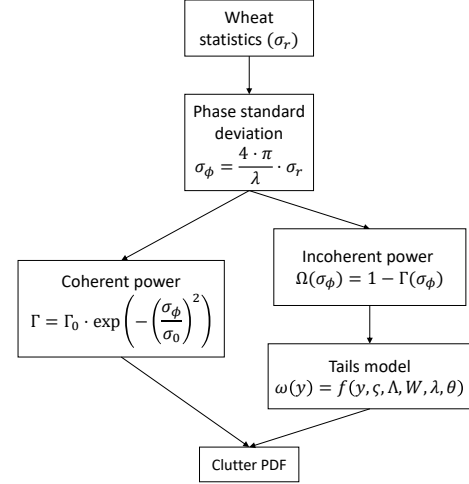 Wheat
statistics (σ_r)
Phase standard
deviation
σ_ϕ = (4 · π / λ) · σ_r
Incoherent power
Ω(σ_ϕ) = 1 − Γ(σ_ϕ)
Coherent power
Γ = Γ_0 · exp(−(σ_ϕ / σ_0)^2)
Tails model
ω(y) = f(y, ς, Λ, W, λ, θ)
Clutter PDF